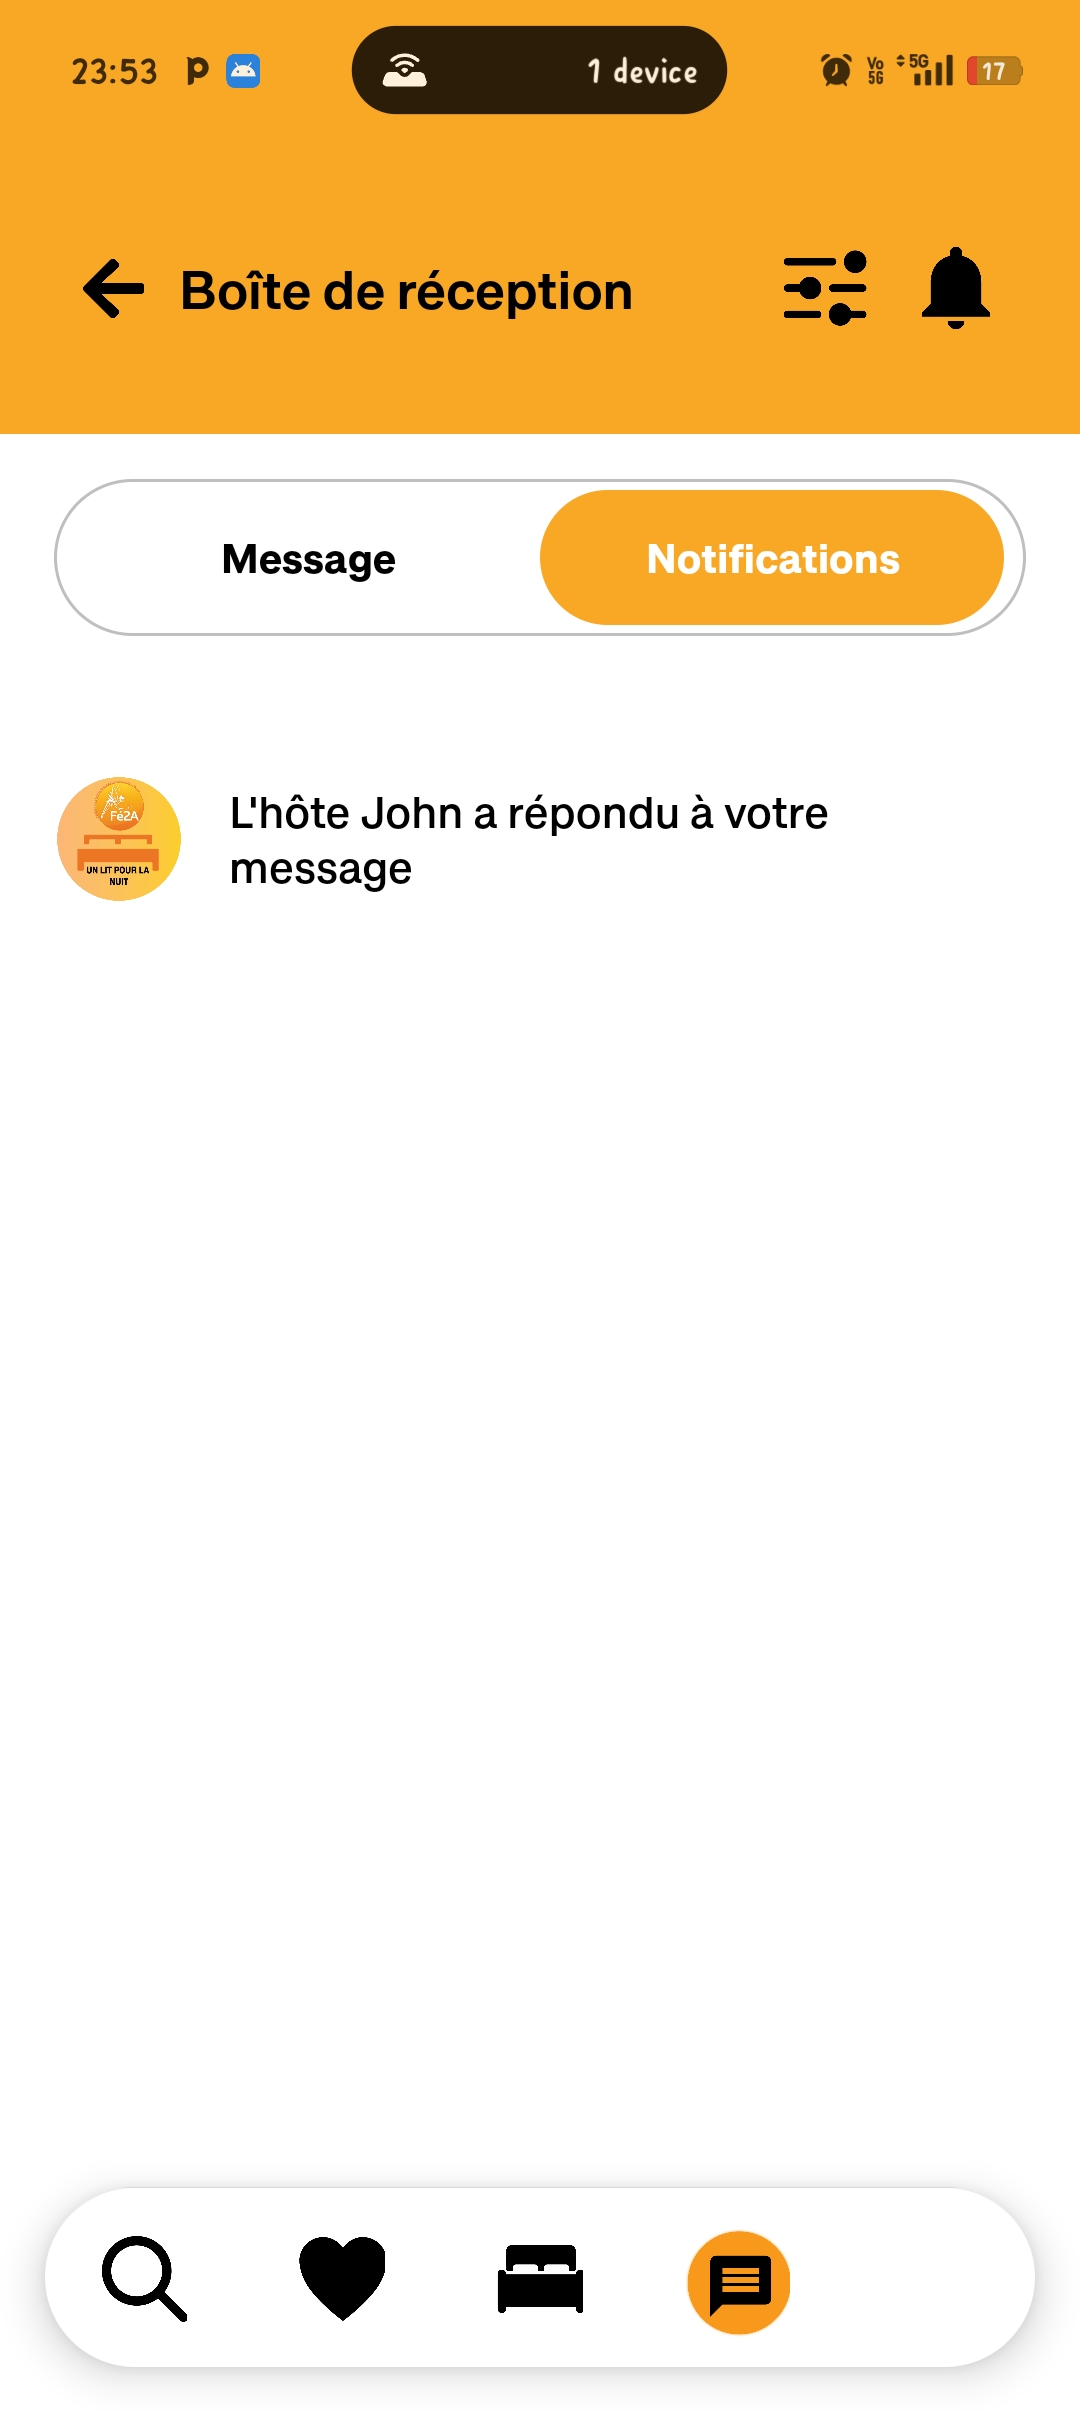 23:53
1 device
Vo
5G
5G
17
Boîte de réception
Message
Notifications
Fé2A
UN LIT POUR LA
NUIT
L'hôte John a répondu à votre
message